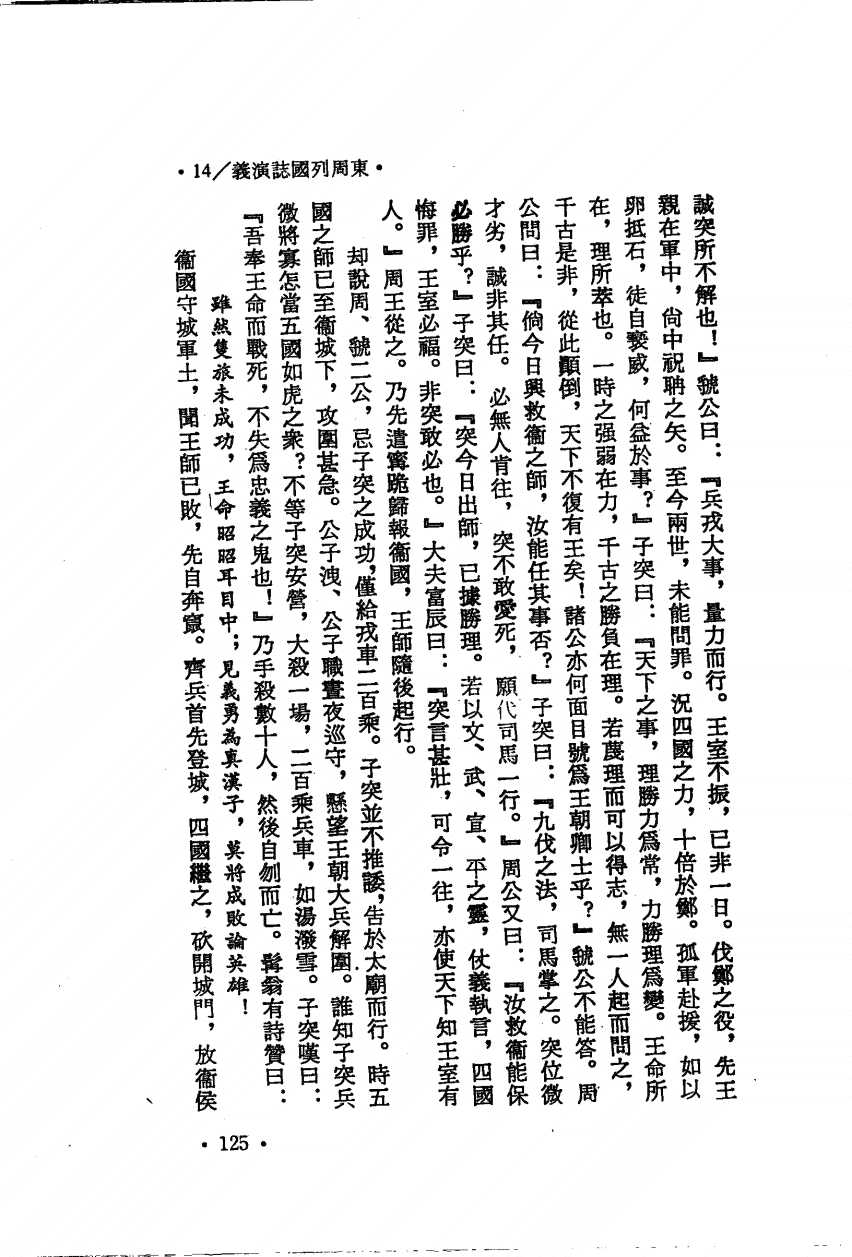 •14/義演誌國列周東•
誠突所不解也！』虢公曰：『兵戎大事，量力而行。王室不振，已非一日。伐鄭之役，先王
親在軍中，尙中祝聃之矢。至今兩世，未能問罪。況四國之力，十倍於鄭。孤軍赴援，如以
卵抵石，徒自褻威，何益於事？』子突曰：『天下之事，理勝力爲常，力勝理爲變。王命所
在，理所萃也。一時之强弱在力，千古之勝負在理。若蔑理而可以得志，無一人起而問之，
千古是非，從此顚倒，天下不復有王矣！諸公亦何面目號爲王朝卿士乎？』虢公不能答。周
公問曰：『倘今日興救衞之師，汝能任其事否？』子突曰：『九伐之法，司馬掌之。突位微
才劣，誠非其任。必無人肯往，突不敢愛死，願代司馬一行。』周公又曰：『汝救衞能保
必勝乎？』子突曰：『突今日出師，已據勝理。若以文、武、宣、平之靈，仗義執言，四國
悔罪，王室必福。非突敢必也。』大夫富辰曰：『突言甚壯，可令一往，亦使天下知王室有
人。』周王從之。乃先遣寗跪歸報衞國，王師隨後起行。
却說周、虢二公，忌子突之成功，僅給戎車二百乘。子突並不推諉，告於太廟而行。時五
國之師已至衞城下，攻圍甚急。公子洩、公子職晝夜巡守，懸望王朝大兵解圍。誰知子突兵
微將寡怎當五國如虎之衆？不等子突安營，大殺一場，二百乘兵車，如湯潑雪。子突嘆曰：
『吾奉王命而戰死，不失爲忠義之鬼也！』乃手殺數十人，然後自刎而亡。髯翁有詩贊曰：
雖然隻旅未成功，王命昭昭耳目中；見義勇為真漢子，莫將成敗論英雄！
衞國守城軍士，聞王師已敗，先自奔竄。齊兵首先登城，四國繼之，砍開城門，放衞侯
•125•